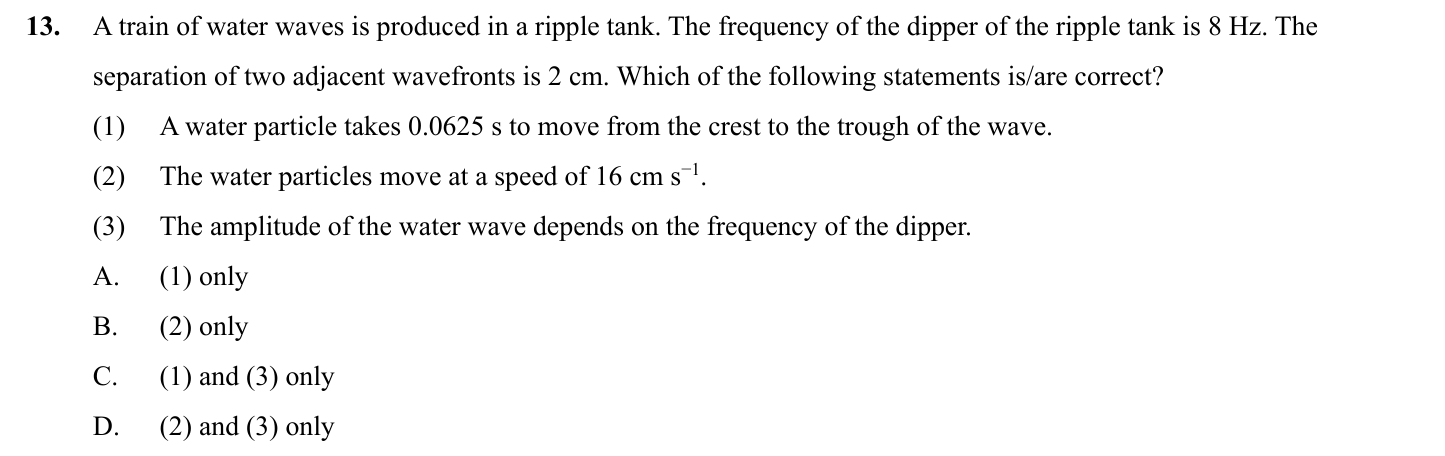 13. A train of water waves is produced in a ripple tank. The frequency of the dipper of the ripple tank is 8 Hz. The
separation of two adjacent wavefronts is 2 cm. Which of the following statements is/are correct?
(1) A water particle takes 0.0625 s to move from the crest to the trough of the wave.
(2) The water particles move at a speed of 16 cm s⁻¹.
(3) The amplitude of the water wave depends on the frequency of the dipper.
A. (1) only
B. (2) only
C. (1) and (3) only
D. (2) and (3) only